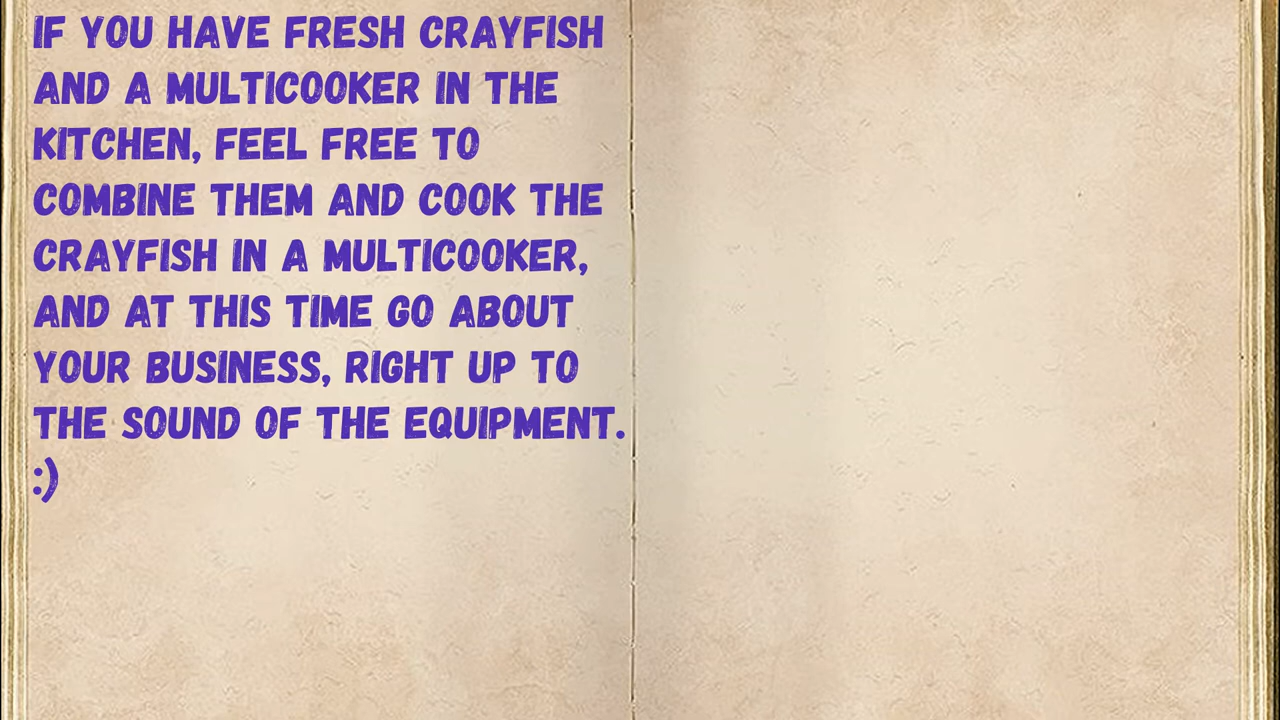 IF YOU HAVE FRESH CRAYFISH
AND A MULTICOOKER IN THE
KITCHEN, FEEL FREE TO
COMBINE THEM AND COOK THE
CRAYFISH IN A MULTICOOKER,
AND AT THIS TIME GO ABOUT
YOUR BUSINESS, RIGHT UP TO
THE SOUND OF THE EQUIPMENT.
:)